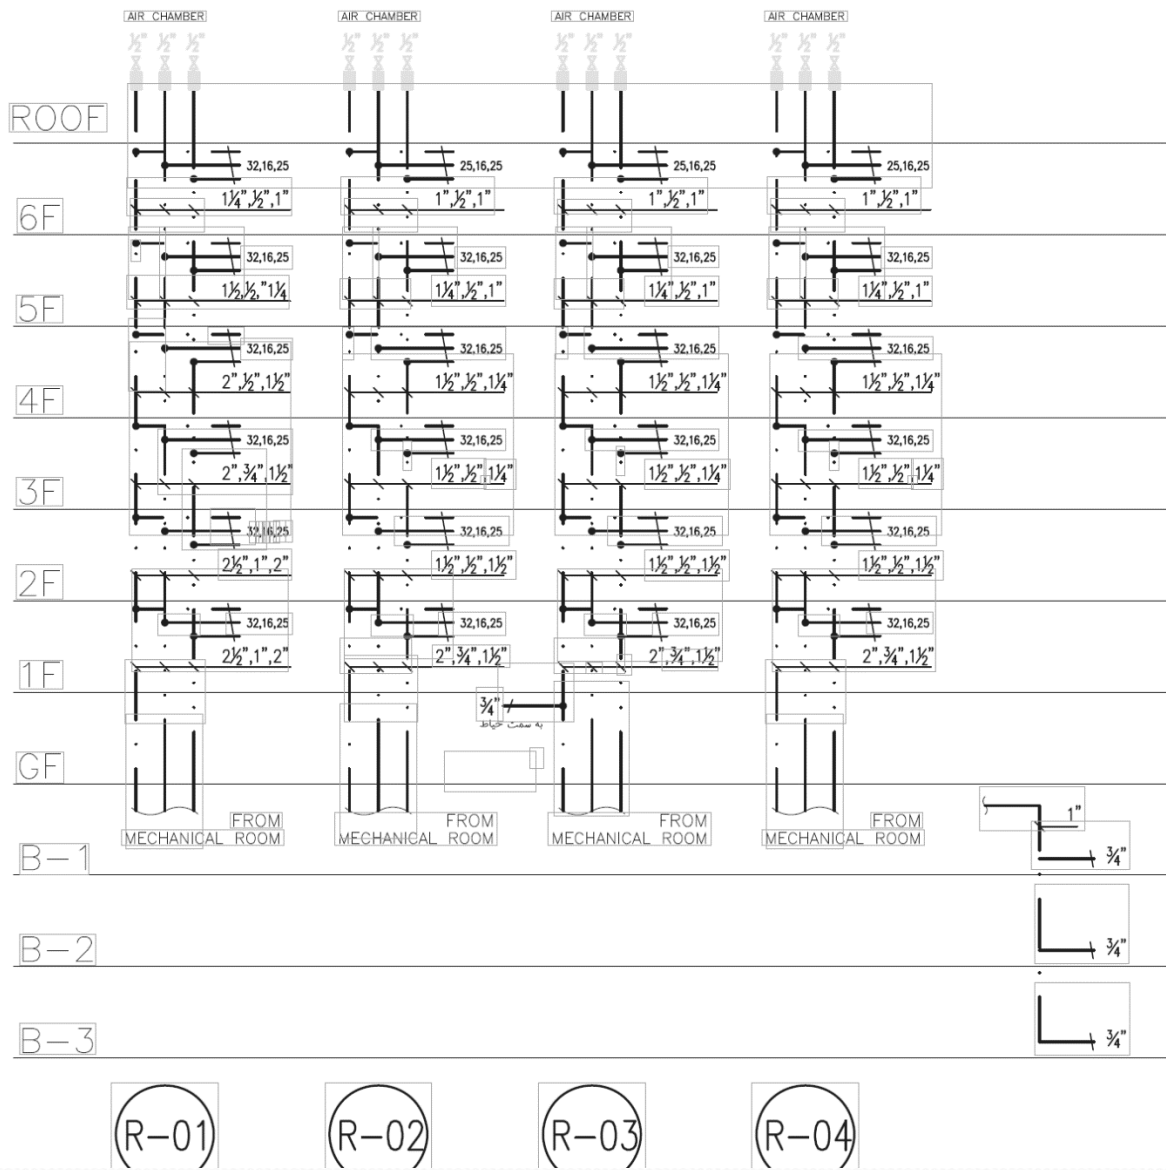 AIR CHAMBER AIR CHAMBER AIR CHAMBER AIR CHAMBER
½" ½" ½" ½" ½" ½" ½" ½" ½" ½" ½" ½"
ROOF
32,16,25 25,16,25 25,16,25 25,16,25
1¼",½",1" 1",½",1" 1",½",1" 1",½",1"
6F
32,16,25 32,16,25 32,16,25 32,16,25
1½,½,"1¼ 1¼",½",1" 1¼",½",1" 1¼",½",1"
5F
32,16,25 32,16,25 32,16,25 32,16,25
2",½",1½" 1½",½",1¼" 1½",½",1¼" 1½",½",1¼"
4F
32,16,25 32,16,25 32,16,25 32,16,25
2",¾",1½" 1½",½",1¼" 1½",½",1¼" 1½",½",1¼"
3F
32,16,25 32,16,25 32,16,25 32,16,25
2½",1",2" 1½",½",1½" 1½",½",1½" 1½",½",1½"
2F
32,16,25 32,16,25 32,16,25 32,16,25
2½",1",2" 2",¾",1½" 2",¾",1½" 2",¾",1½"
1F
¾"
به سمت حیاط
GF
FROM FROM FROM FROM
MECHANICAL ROOM MECHANICAL ROOM MECHANICAL ROOM MECHANICAL ROOM
1"
B-1
¾"
B-2
¾"
B-3
¾"
R-01 R-02 R-03 R-04